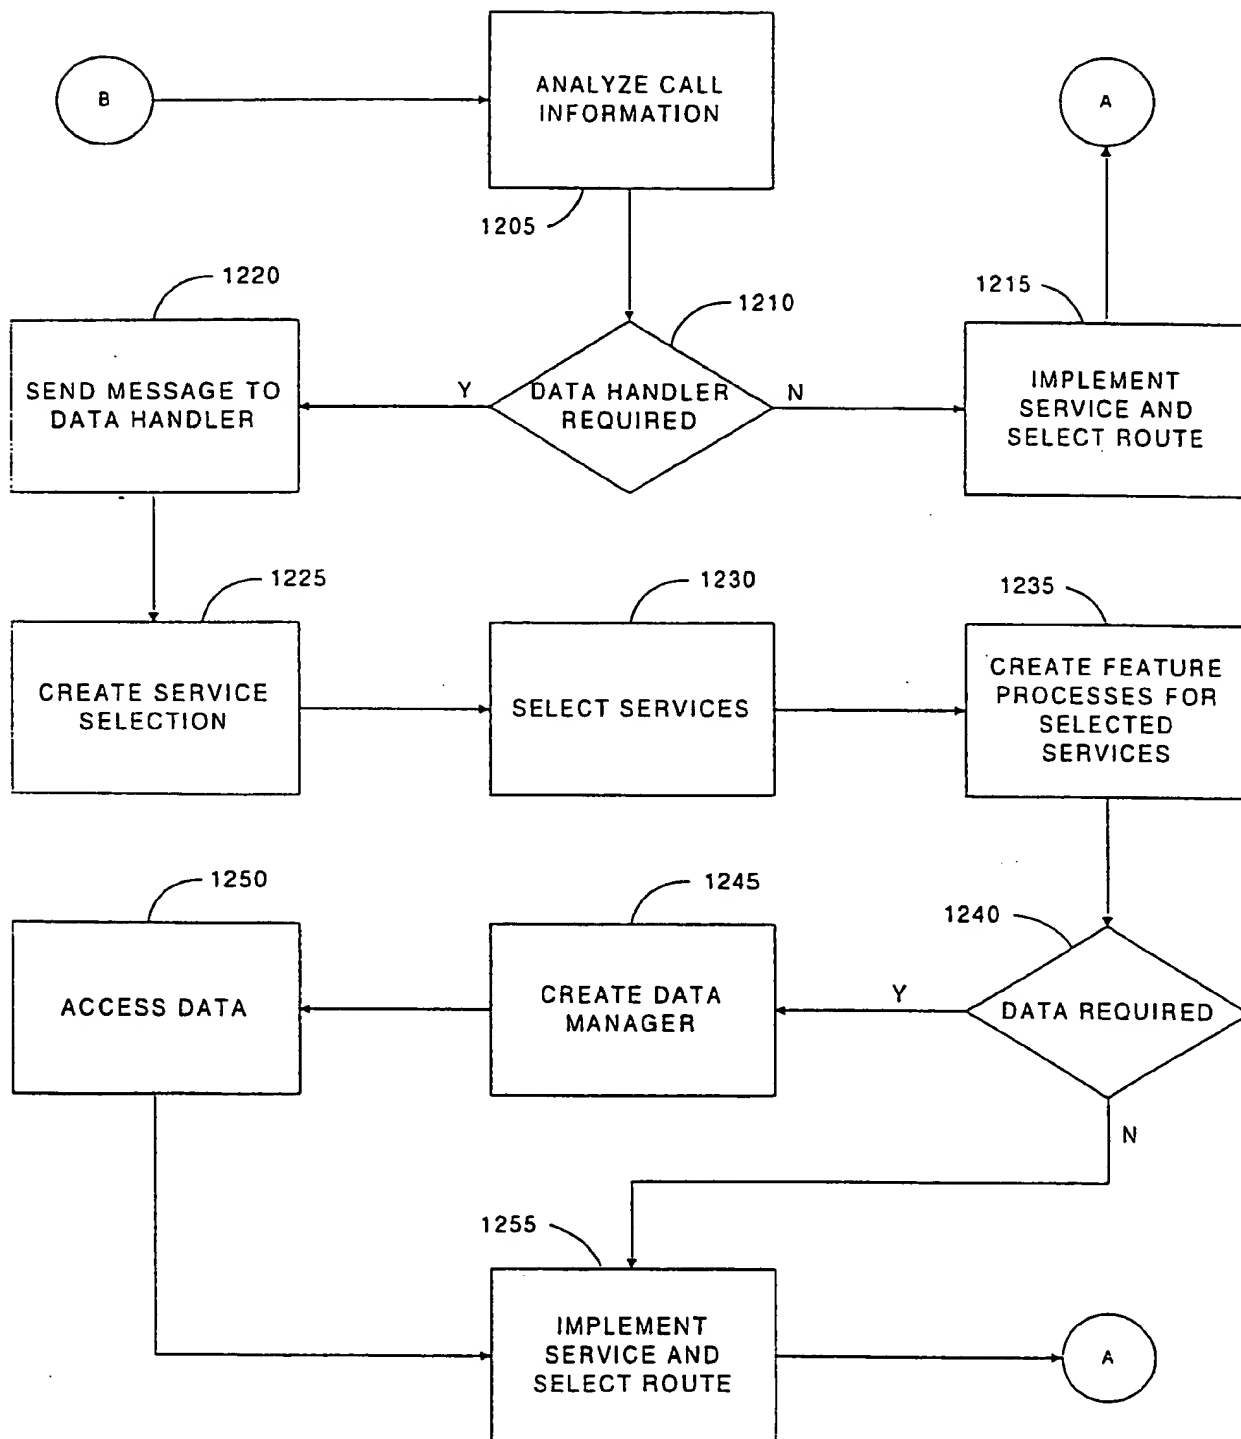 B
ANALYZE CALL
INFORMATION
A
1205
1220
1210
1215
SEND MESSAGE TO
DATA HANDLER
Y
DATA HANDLER
REQUIRED
N
IMPLEMENT
SERVICE AND
SELECT ROUTE
1225
1230
1235
CREATE SERVICE
SELECTION
SELECT SERVICES
CREATE FEATURE
PROCESSES FOR
SELECTED
SERVICES
1250
1245
1240
ACCESS DATA
CREATE DATA
MANAGER
Y
DATA REQUIRED
N
1255
IMPLEMENT
SERVICE AND
SELECT ROUTE
A